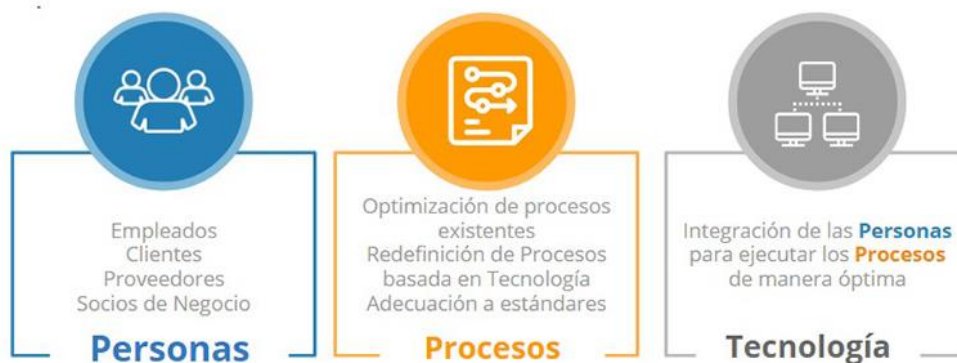 Empleados
Clientes
Proveedores
Socios de Negocio
Personas
Optimización de procesos
existentes
Redefinición de Procesos
basada en Tecnología
Adecuación a estándares
Procesos
Integración de las Personas
para ejecutar los Procesos
de manera óptima
Tecnología